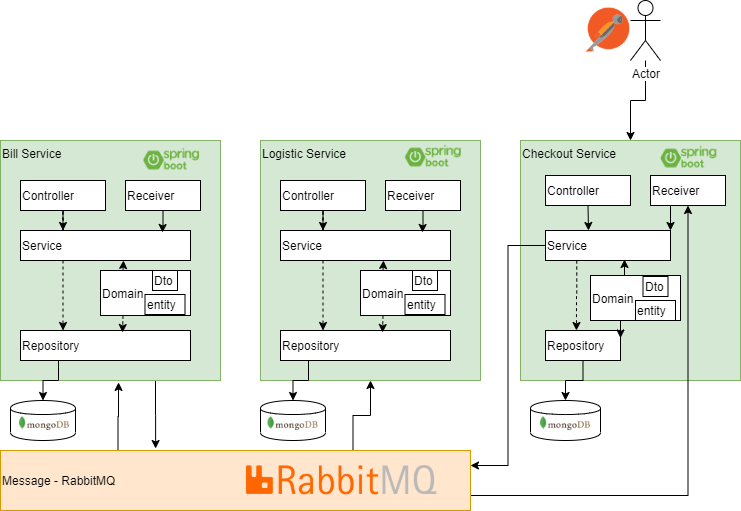 Actor
Bill Service
spring
boot
Logistic Service
spring
boot
Checkout Service
spring
boot
Controller
Receiver
Controller
Receiver
Controller
Receiver
Service
Service
Service
Dto
Domain
entity
Dto
Domain
entity
Dto
Domain
entity
Repository
Repository
Repository
mongoDB
mongoDB
mongoDB
Message - RabbitMQ
RabbitMQ